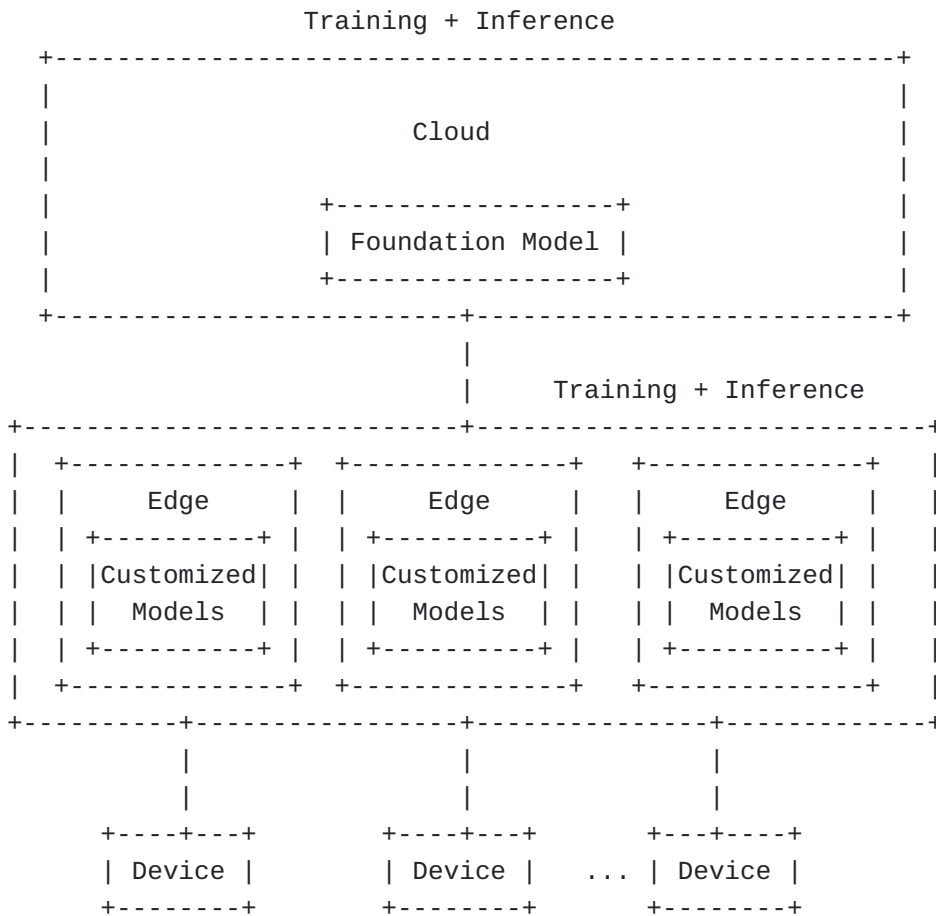 Training + Inference
Cloud
Foundation Model
Training + Inference
Edge Edge Edge
Customized Customized Customized
Models Models Models
Device Device ... Device